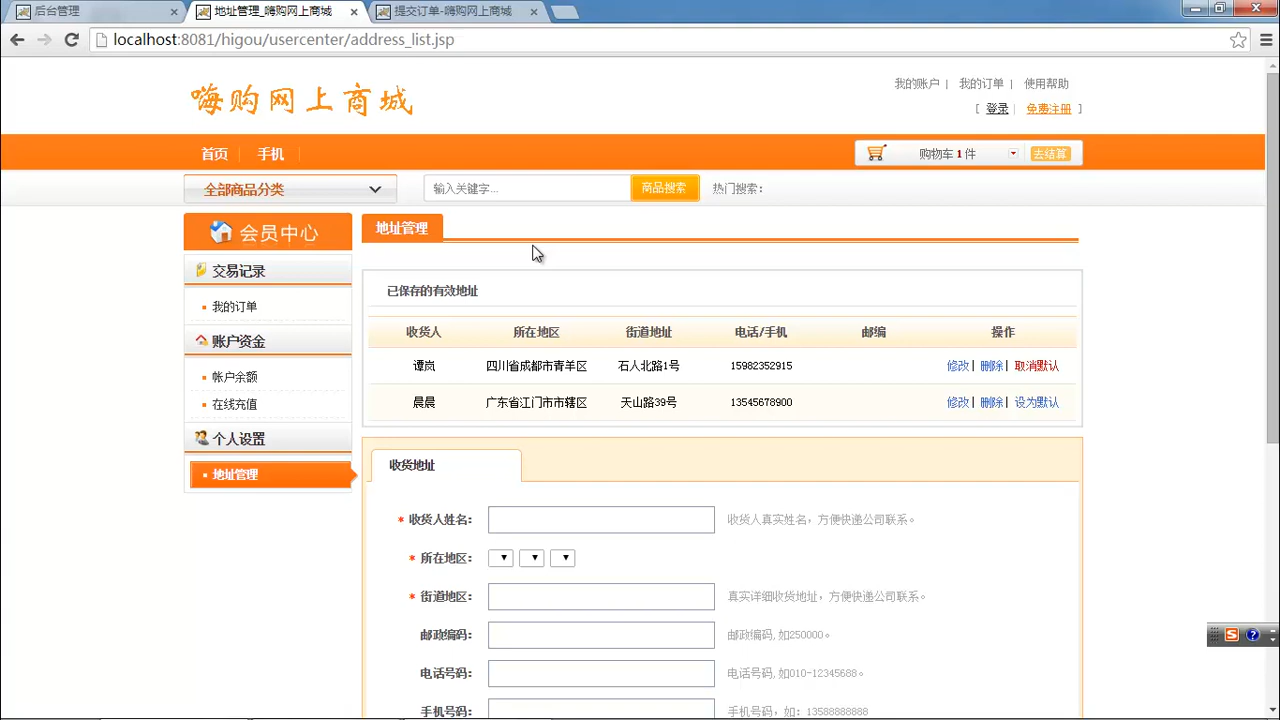 后台管理 地址管理_嗨购网上商城 提交订单-嗨购网上商城
localhost:8081/higou/usercenter/address_list.jsp
嗨购网上商城
我的账户 | 我的订单 | 使用帮助
[ 登录 | 免费注册 ]
首页 手机 购物车 1 件 去结算
全部商品分类 输入关键字... 商品搜索 热门搜索:
会员中心 地址管理
交易记录
已保存的有效地址
我的订单
收货人 所在地区 街道地址 电话/手机 邮编 操作
账户资金
谭岚 四川省成都市青羊区 石人北路1号 15982352915 修改 | 删除 | 取消默认
帐户余额
晨晨 广东省江门市市辖区 天山路39号 13545678900 修改 | 删除 | 设为默认
在线充值
个人设置
收货地址
地址管理
* 收货人姓名: 收货人真实姓名，方便快递公司联系。
* 所在地区:
* 街道地区: 真实详细收货地址，方便快递公司联系。
邮政编码: 邮政编码,如250000。
电话号码: 电话号码,如010-12345688。
手机号码: 手机号码，如: 13588888888